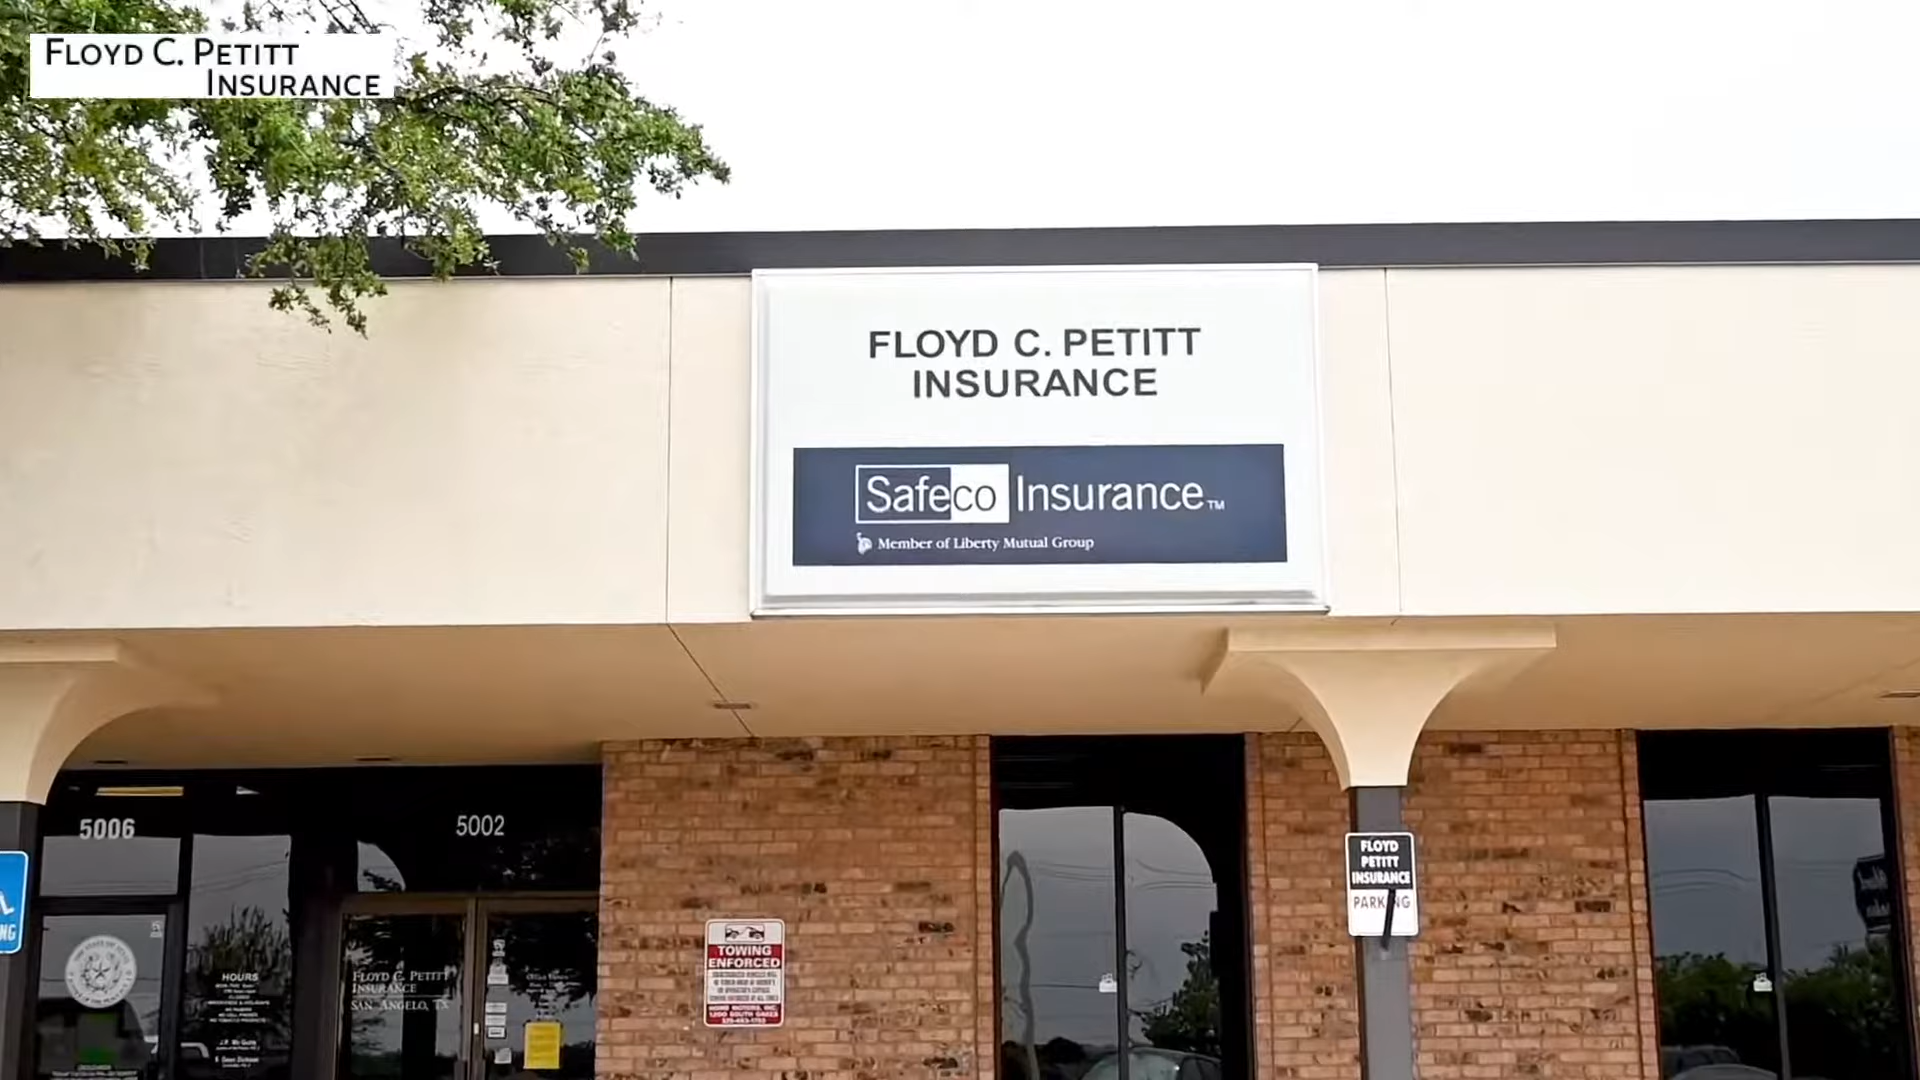 FLOYD C. PETITT
INSURANCE
FLOYD C. PETITT
INSURANCE
Safeco Insurance™
Member of Liberty Mutual Group
5006
5002
FLOYD
PETITT
INSURANCE
PARKING
TOWING
ENFORCED
HOURS
FLOYD C. PETITT
INSURANCE
SAN ANGELO, TX
NG